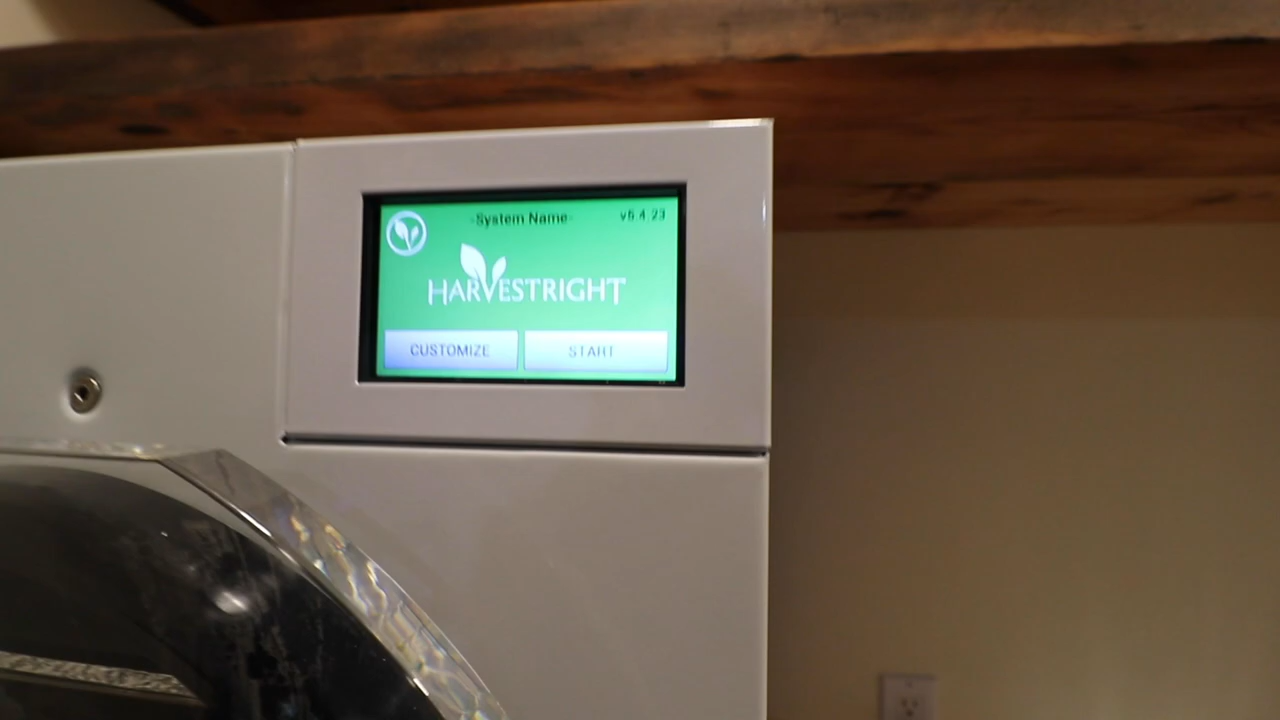 -System Name-
v5.4.23
HARVESTRIGHT
CUSTOMIZE
START